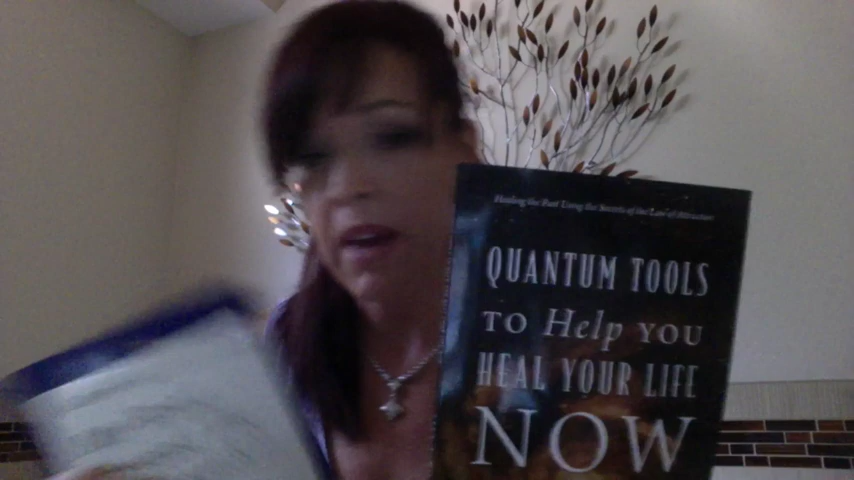 Healing the Past Using the Secrets of the Law of Attraction
QUANTUM TOOLS
TO Help YOU
HEAL YOUR LIFE
NOW